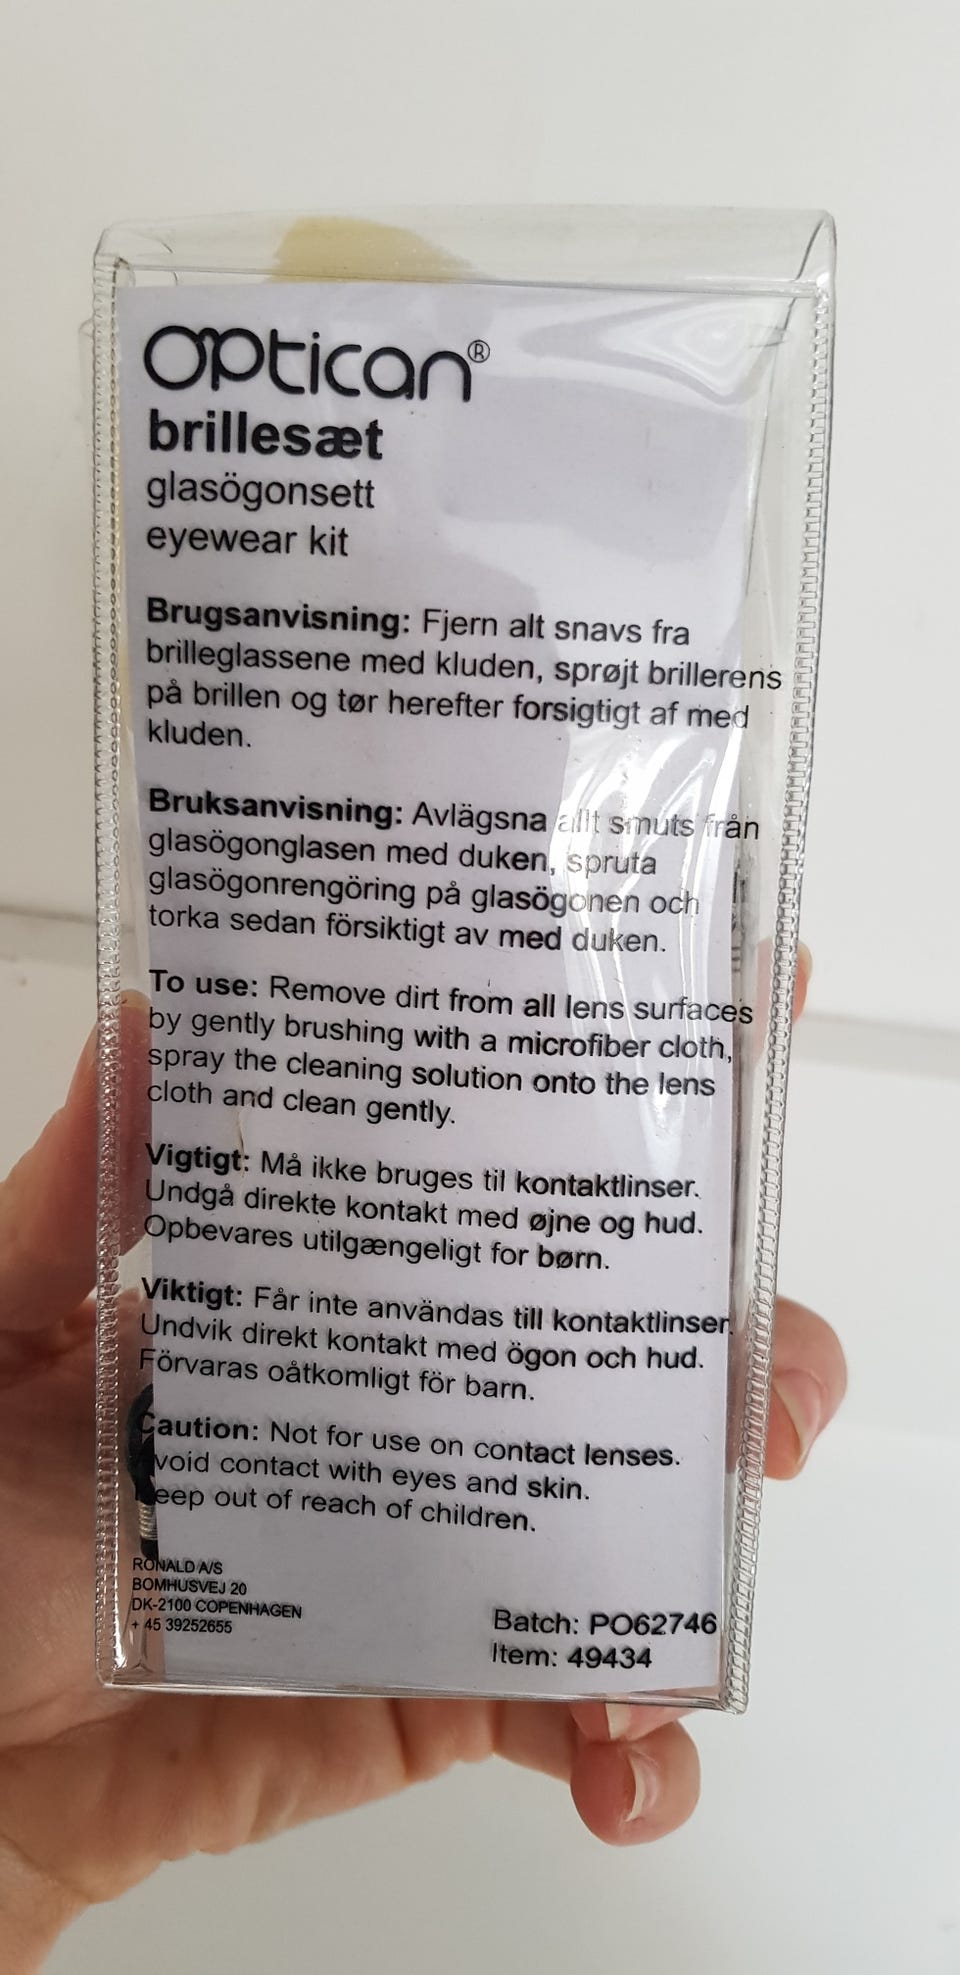 optican®
brillesæt
glasögonsett
eyewear kit
Brugsanvisning: Fjern alt snavs fra
brilleglassene med kluden, sprøjt brillerens
på brillen og tør herefter forsigtigt af med
kluden.
Bruksanvisning: Avlägsna allt smuts från
glasögonglasen med duken, spruta
glasögonrengöring på glasögonen och
torka sedan försiktigt av med duken.
To use: Remove dirt from all lens surfaces
by gently brushing with a microfiber cloth,
spray the cleaning solution onto the lens
cloth and clean gently.
Vigtigt: Må ikke bruges til kontaktlinser.
Undgå direkte kontakt med øjne og hud.
Opbevares utilgængeligt for børn.
Viktigt: Får inte användas till kontaktlinser.
Undvik direkt kontakt med ögon och hud.
Förvaras oåtkomligt för barn.
Caution: Not for use on contact lenses.
Avoid contact with eyes and skin.
Keep out of reach of children.
RONALD A/S
BOMHUSVEJ 20
DK-2100 COPENHAGEN
+ 45 39252655
Batch: PO62746
Item: 49434